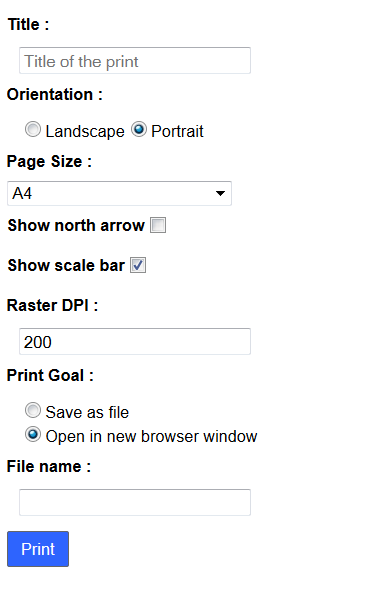 Title :
Title of the print
Orientation :
Landscape Portrait
Page Size :
A4
Show north arrow
Show scale bar
Raster DPI :
200
Print Goal :
Save as file
Open in new browser window
File name :
Print